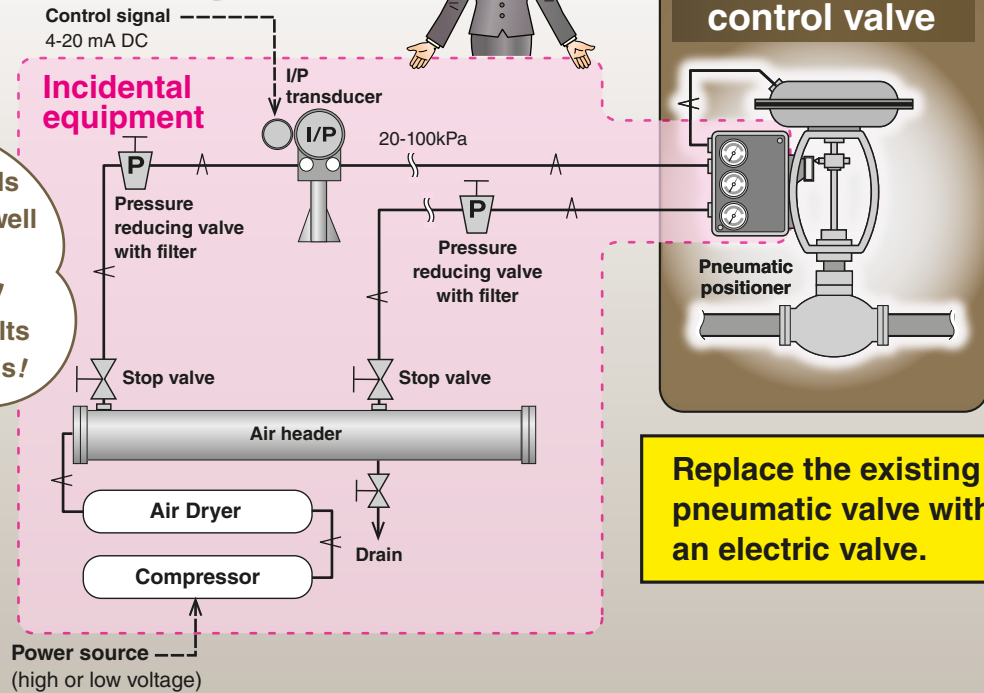 Control signal
4-20 mA DC
control valve
Incidental
equipment
I/P
transducer
I/P
20-100kPa
P
Pressure
reducing valve
with filter
P
Pressure
reducing valve
with filter
Pneumatic
positioner
well
Stop valve
Stop valve
Air header
Air Dryer
Compressor
Drain
Replace the existing
pneumatic valve with
an electric valve.
Power source
(high or low voltage)